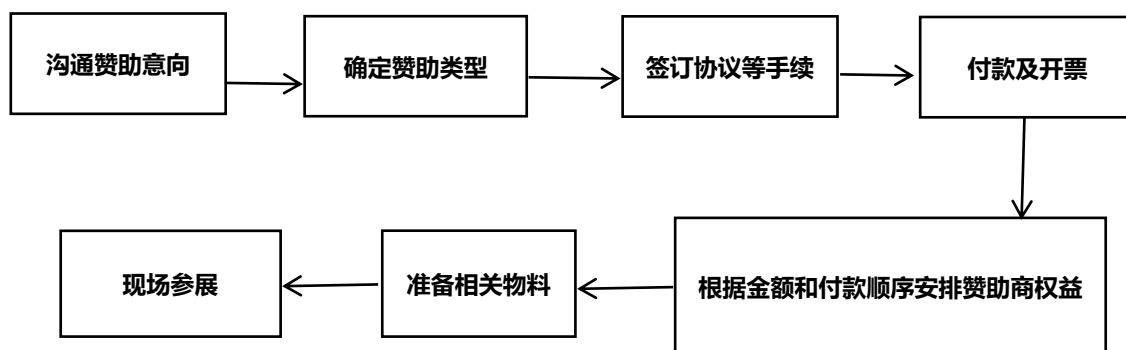 沟通赞助意向
确定赞助类型
签订协议等手续
付款及开票
根据金额和付款顺序安排赞助商权益
准备相关物料
现场参展